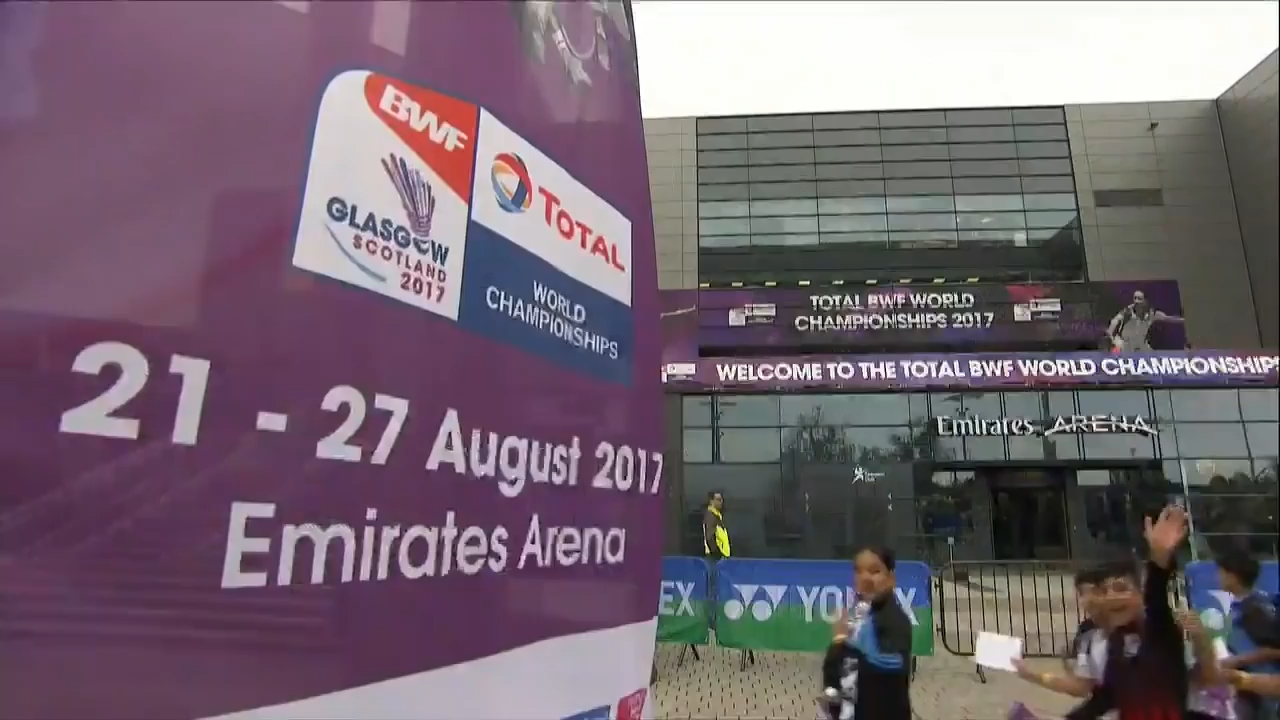 BWF
GLASGOW
SCOTLAND
2017
TOTAL
WORLD
CHAMPIONSHIPS
21 - 27 August 2017
Emirates Arena
TOTAL BWF WORLD
CHAMPIONSHIPS 2017
WELCOME TO THE TOTAL BWF WORLD CHAMPIONSHIPS
Emirates ARENA
EX
YONEX